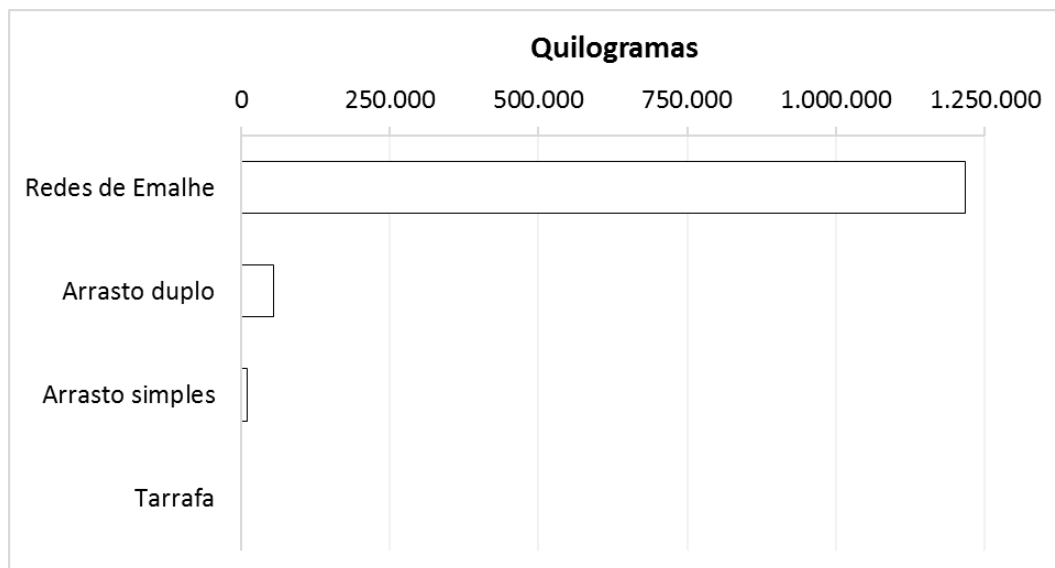 Quilogramas
0 250.000 500.000 750.000 1.000.000 1.250.000
Redes de Emalhe
Arrasto duplo
Arrasto simples
Tarrafa